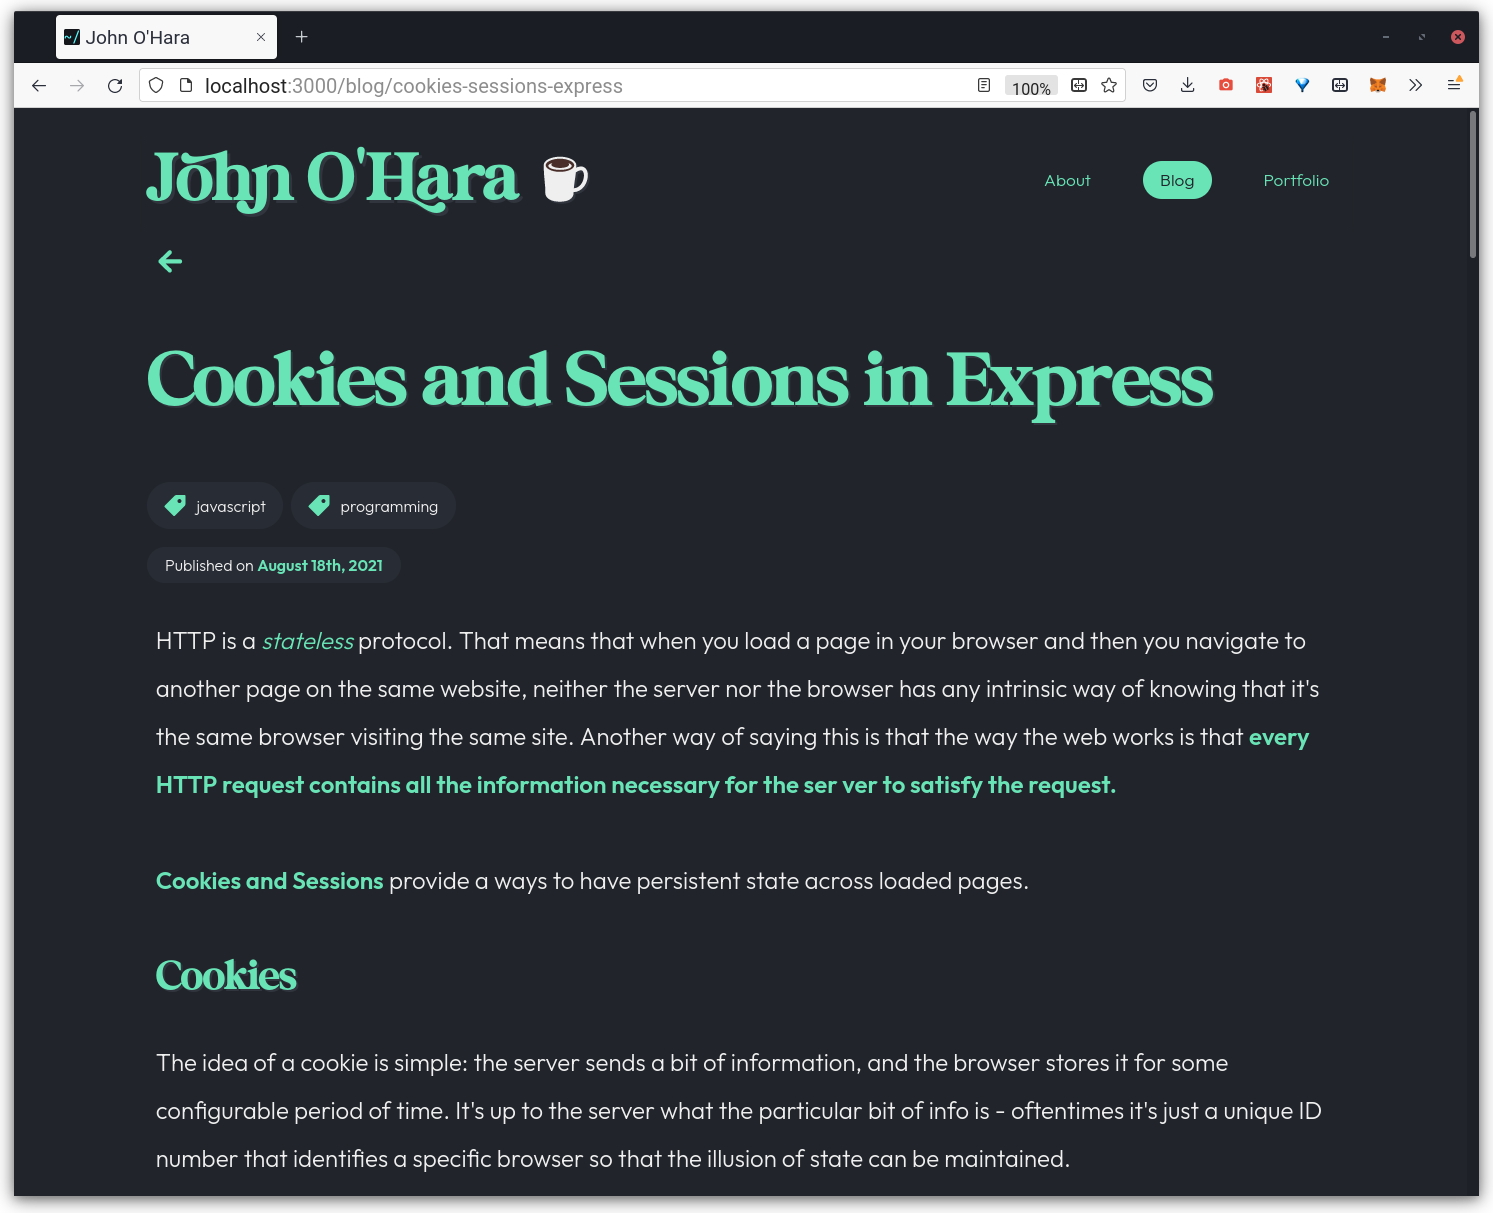 John O'Hara
localhost:3000/blog/cookies-sessions-express
100%
John O'Hara
About
Blog
Portfolio
Cookies and Sessions in Express
javascript
programming
Published on August 18th, 2021
HTTP is a stateless protocol. That means that when you load a page in your browser and then you navigate to
another page on the same website, neither the server nor the browser has any intrinsic way of knowing that it's
the same browser visiting the same site. Another way of saying this is that the way the web works is that every
HTTP request contains all the information necessary for the ser ver to satisfy the request.
Cookies and Sessions provide a ways to have persistent state across loaded pages.
Cookies
The idea of a cookie is simple: the server sends a bit of information, and the browser stores it for some
configurable period of time. It's up to the server what the particular bit of info is - oftentimes it's just a unique ID
number that identifies a specific browser so that the illusion of state can be maintained.